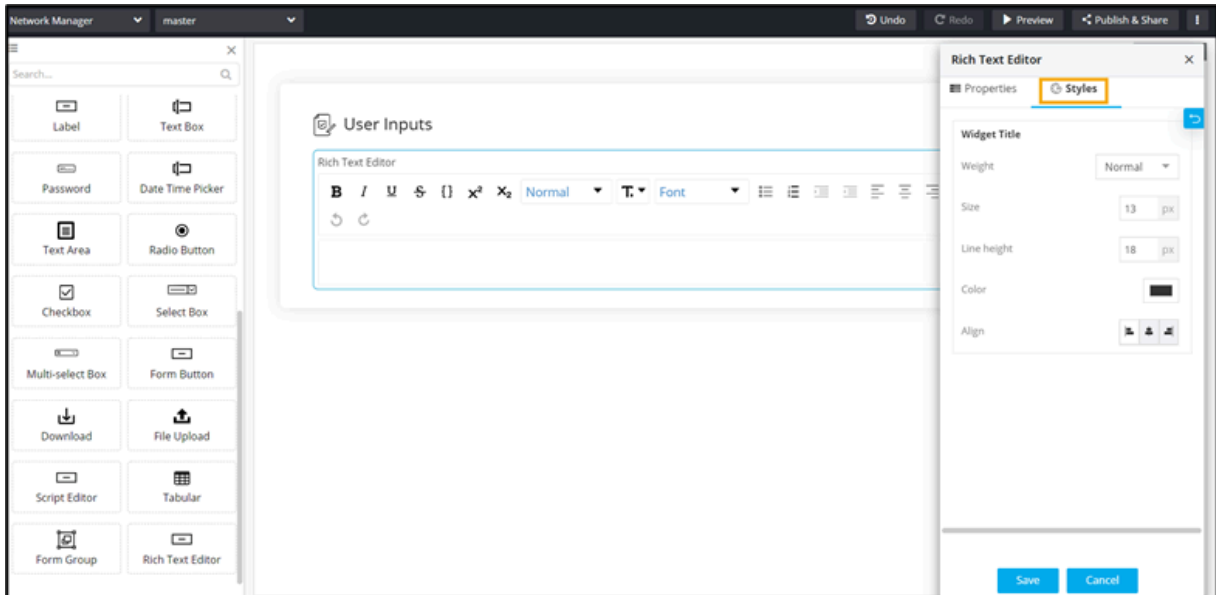 Network Manager master Undo Redo Preview Publish & Share
Search...
Label Text Box
Password Date Time Picker
Text Area Radio Button
Checkbox Select Box
Multi-select Box Form Button
Download File Upload
Script Editor Tabular
Form Group Rich Text Editor
User Inputs
Rich Text Editor
B I U S {} x² X₂ Normal T. Font
Rich Text Editor
Properties Styles
Widget Title
Weight Normal
Size 13 px
Line height 18 px
Color
Align
Save Cancel